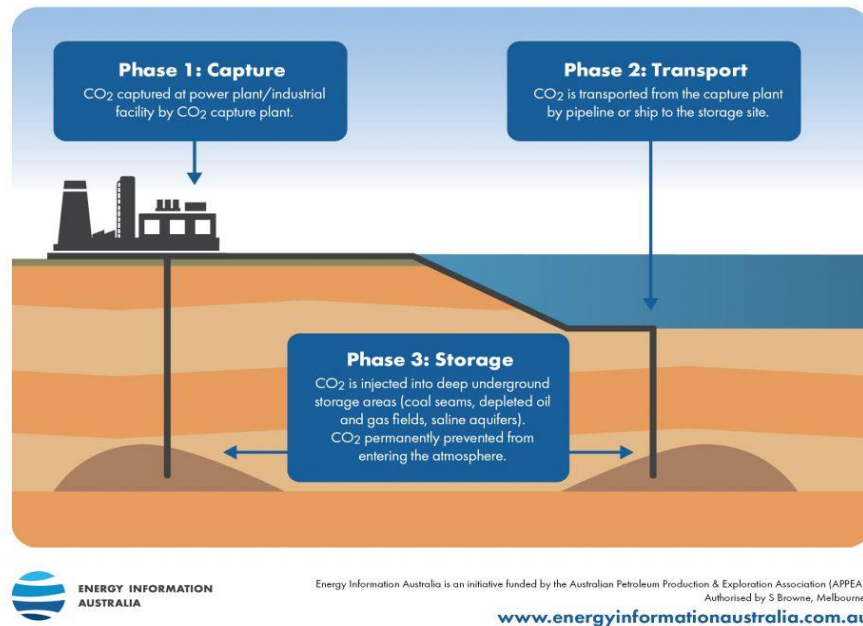 Phase 1: Capture
CO2 captured at power plant/industrial
facility by CO2 capture plant.
Phase 2: Transport
CO2 is transported from the capture plant
by pipeline or ship to the storage site.
Phase 3: Storage
CO2 is injected into deep underground
storage areas (coal seams, depleted oil
and gas fields, saline aquifers).
CO2 permanently prevented from
entering the atmosphere.
ENERGY INFORMATION
AUSTRALIA
Energy Information Australia is an initiative funded by the Australian Petroleum Production & Exploration Association (APPEA
Authorised by S Browne, Melbourne
www.energyinformationaustralia.com.au